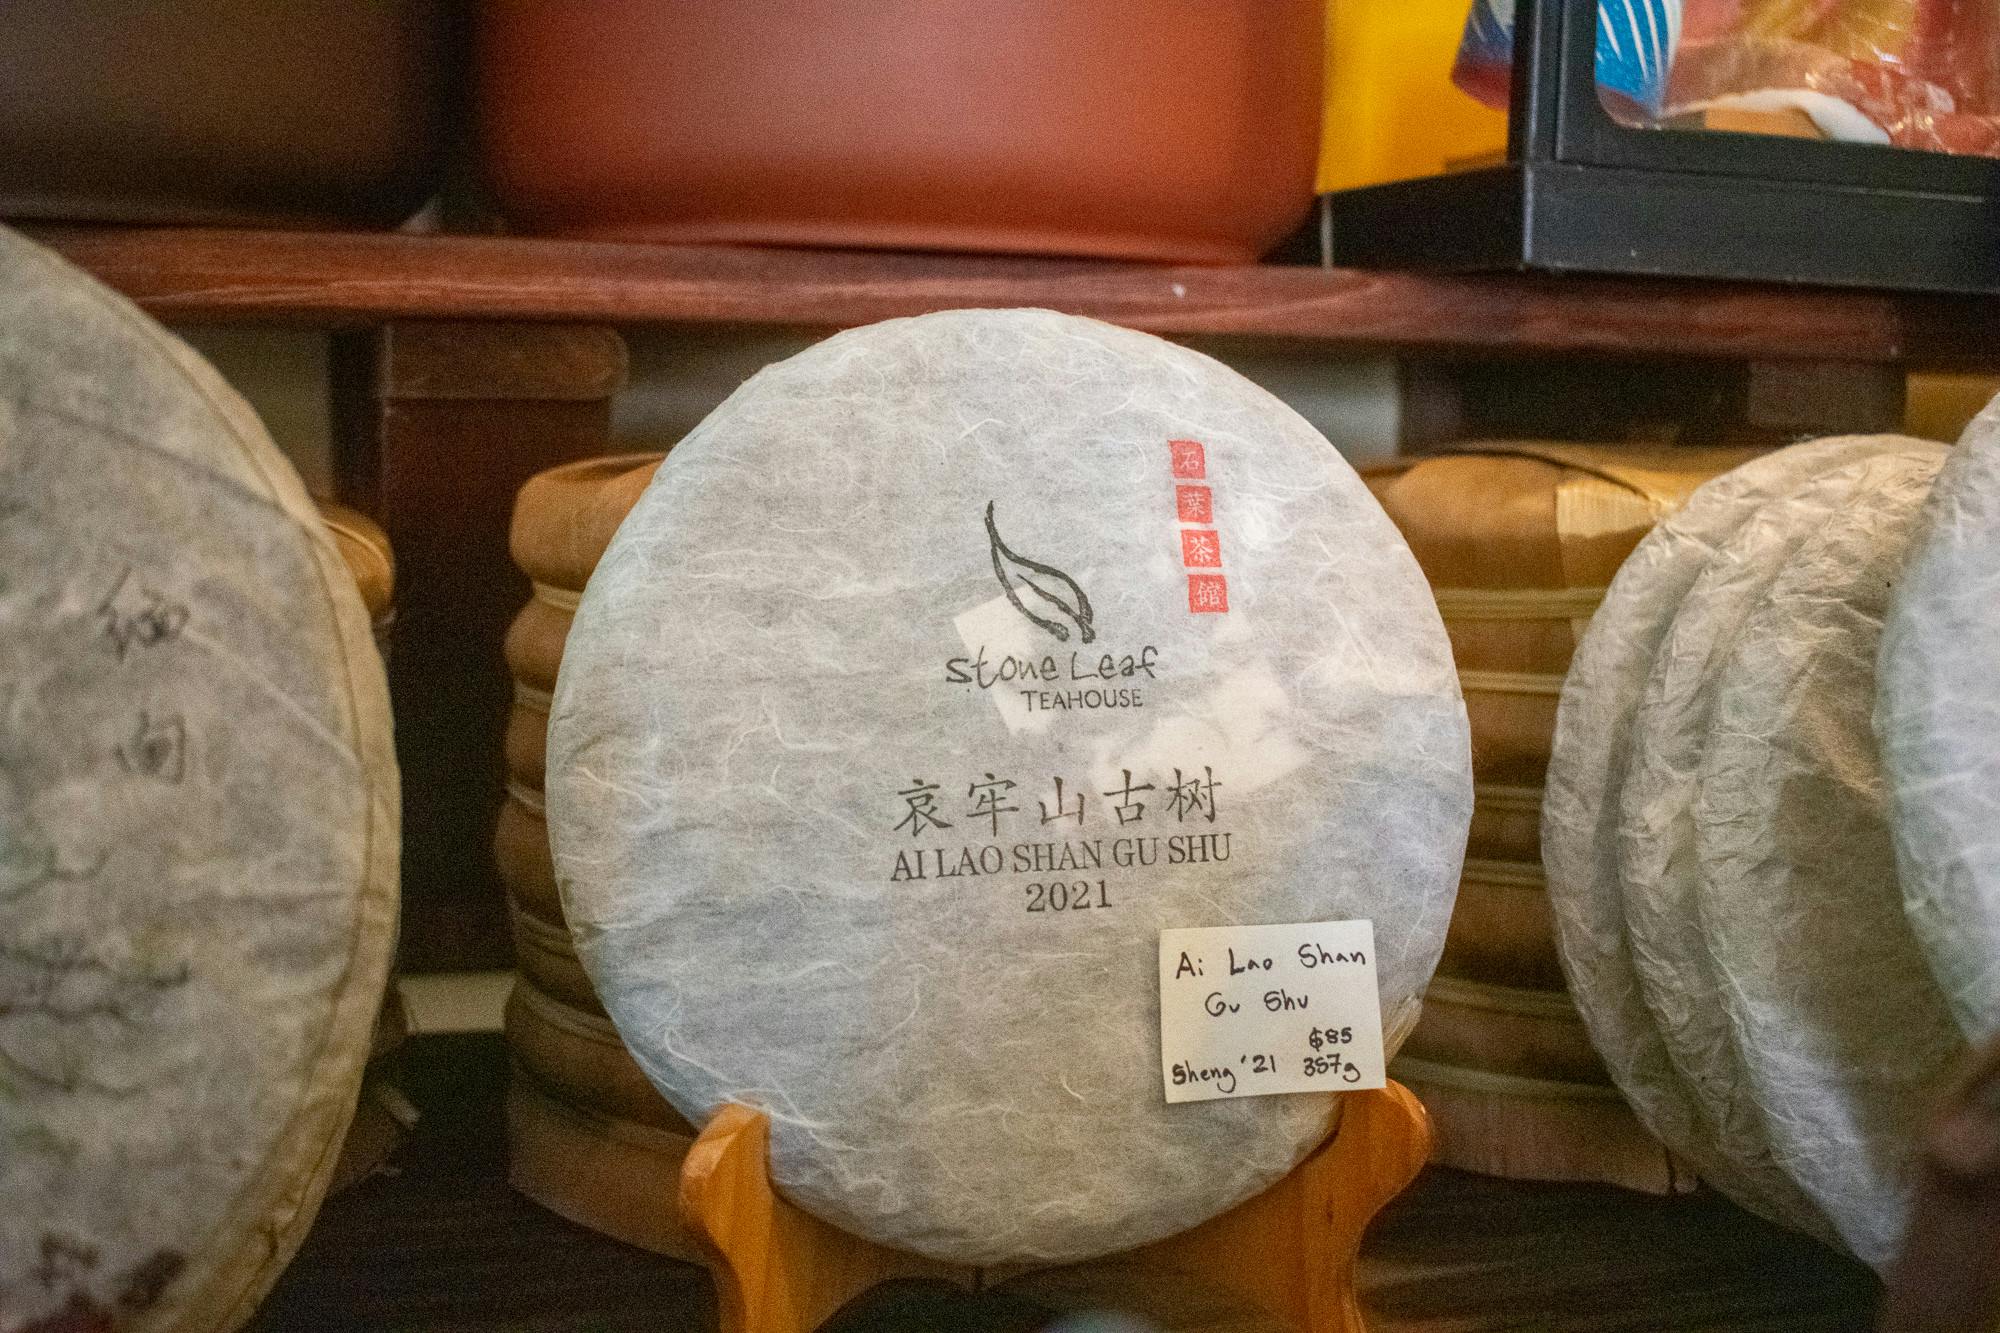 石葉茶館
Stone Leaf
TEAHOUSE
哀牢山古树
AI LAO SHAN GU SHU
2021
Ai Lao Shan
Gu Shu
$85
Sheng '21 357g